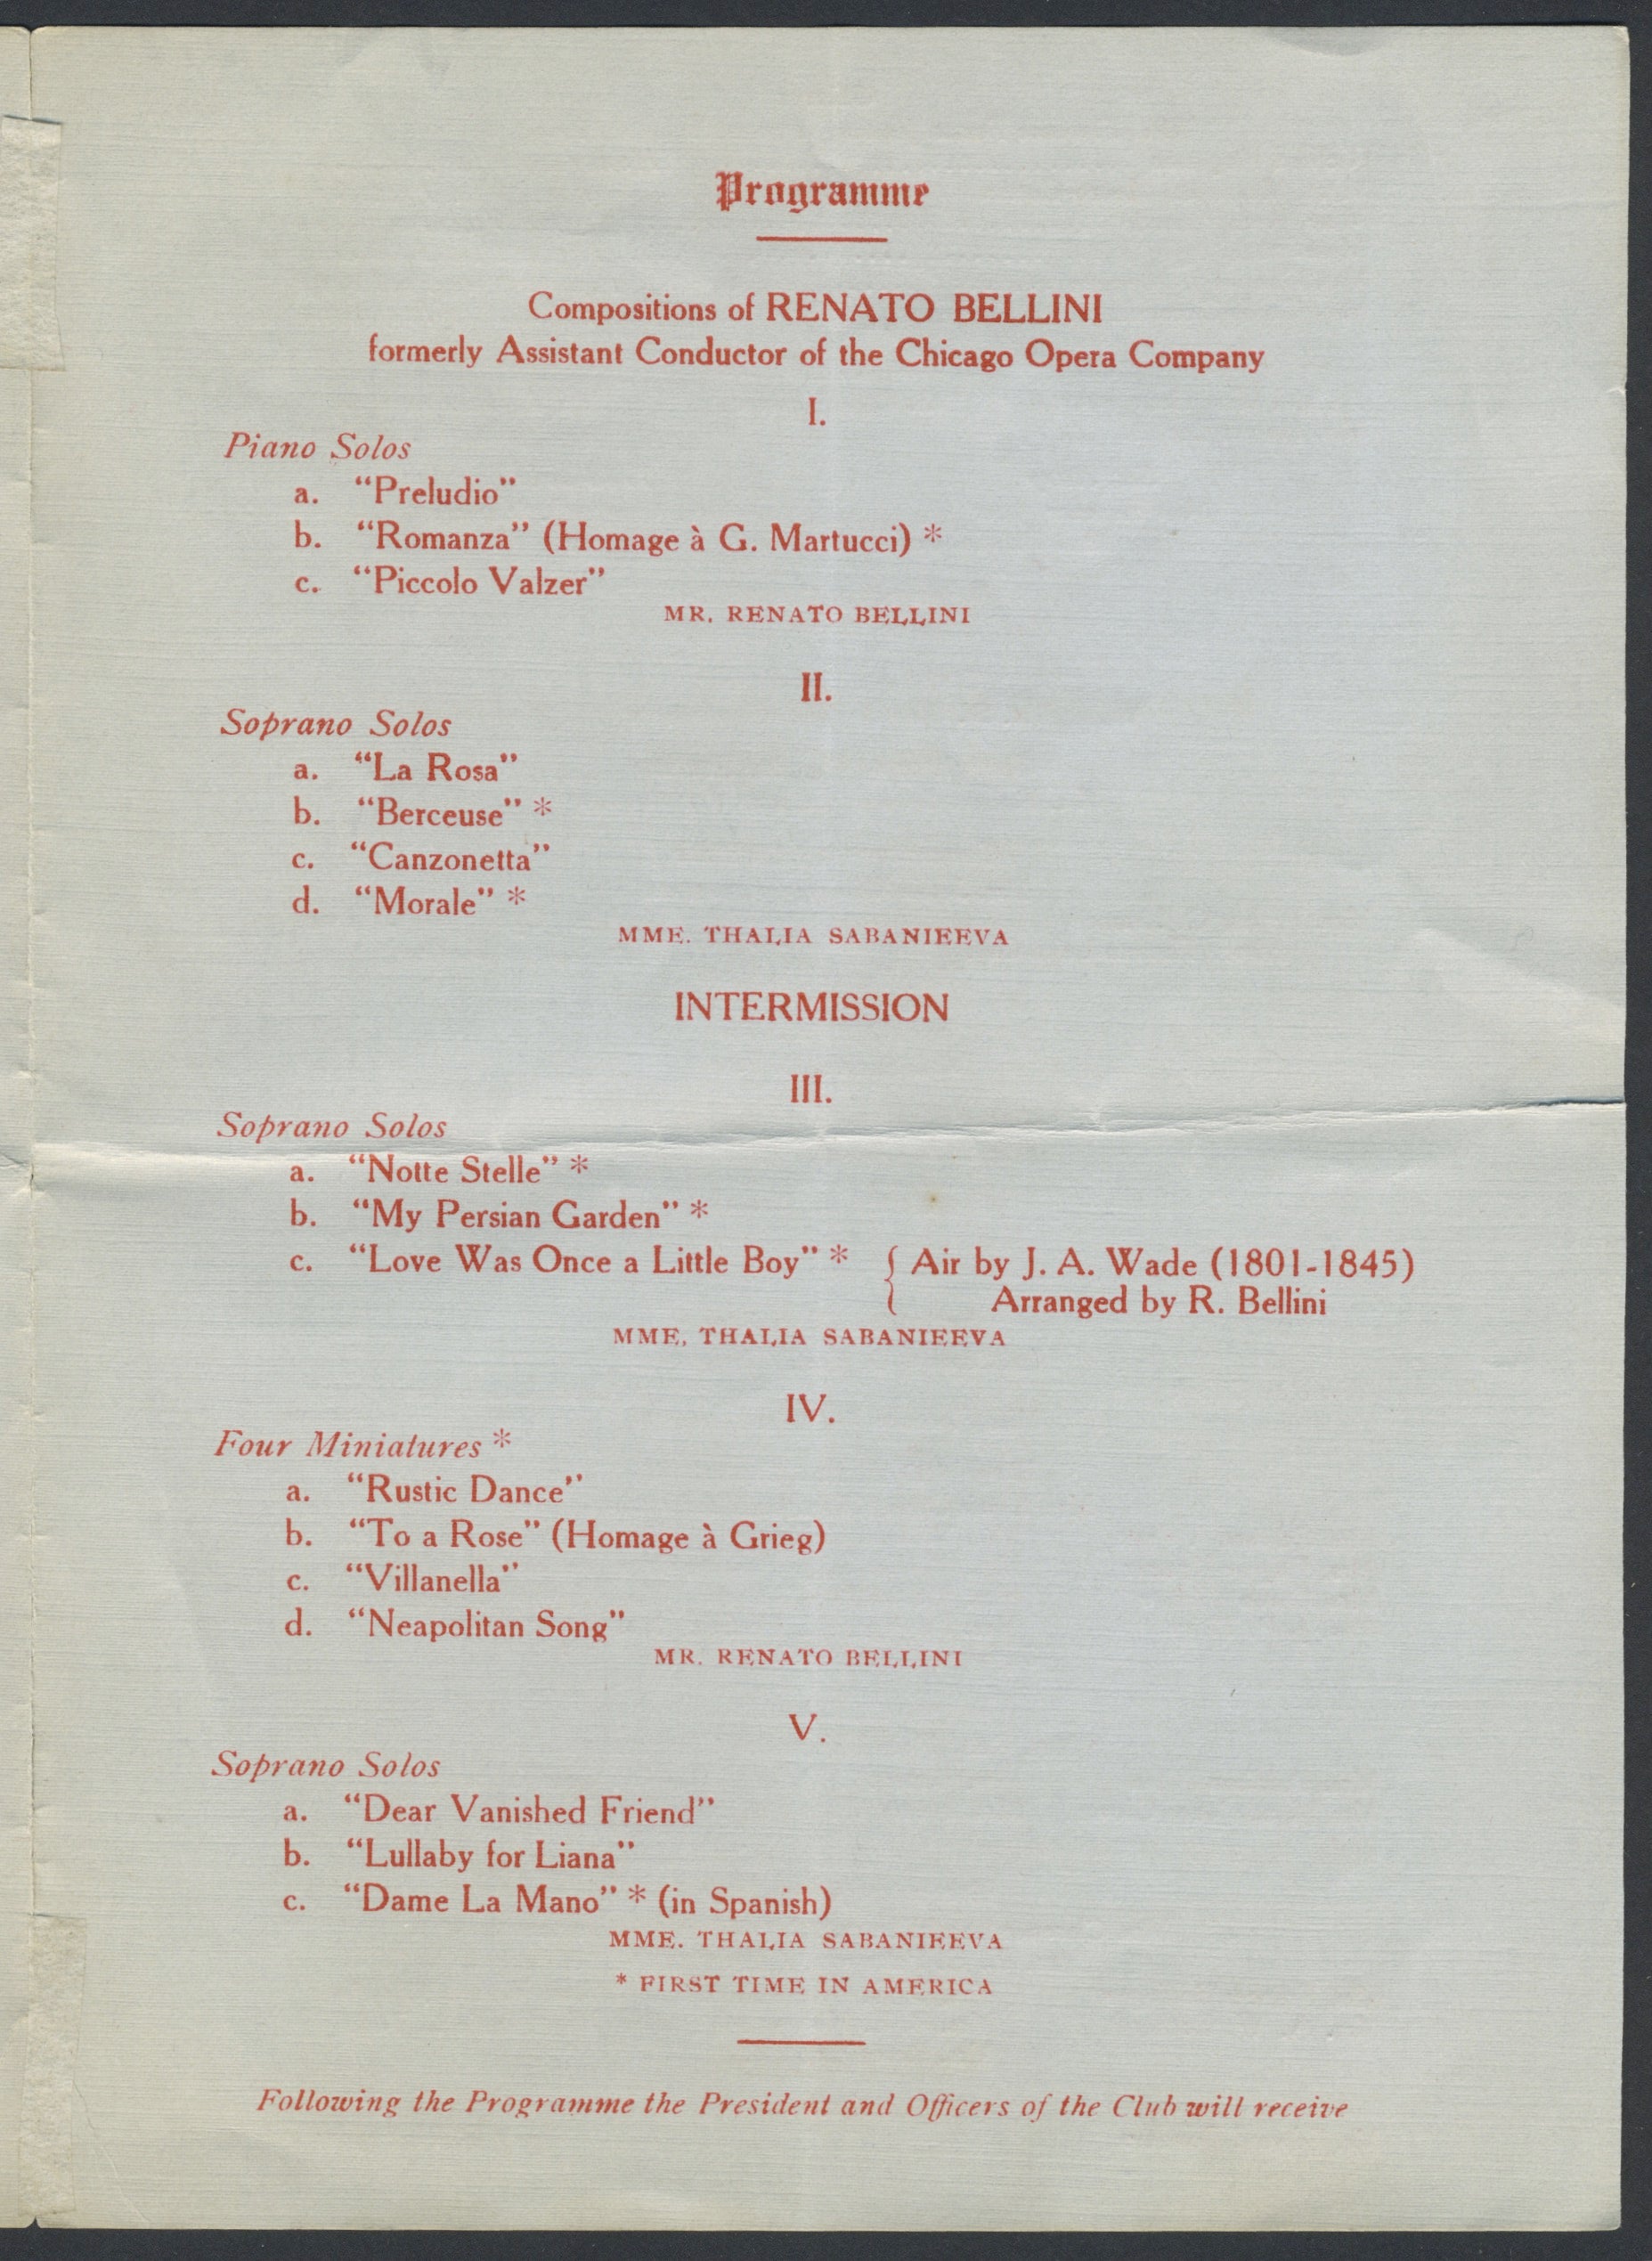 Programme
Compositions of RENATO BELLINI
formerly Assistant Conductor of the Chicago Opera Company
I.
Piano Solos
a. “Preludio”
b. “Romanza” (Homage à G. Martucci) *
c. “Piccolo Valzer”
MR. RENATO BELLINI
II.
Soprano Solos
a. “La Rosa”
b. “Berceuse” *
c. “Canzonetta”
d. “Morale” *
MME. THALIA SABANIEEVA
INTERMISSION
III.
Soprano Solos
a. “Notte Stelle” *
b. “My Persian Garden” *
c. “Love Was Once a Little Boy” * { Air by J. A. Wade (1801-1845)
Arranged by R. Bellini
MME. THALIA SABANIEEVA
IV.
Four Miniatures *
a. “Rustic Dance”
b. “To a Rose” (Homage à Grieg)
c. “Villanella”
d. “Neapolitan Song”
MR. RENATO BELLINI
V.
Soprano Solos
a. “Dear Vanished Friend”
b. “Lullaby for Liana”
c. “Dame La Mano” * (in Spanish)
MME. THALIA SABANIEEVA
* FIRST TIME IN AMERICA
Following the Programme the President and Officers of the Club will receive